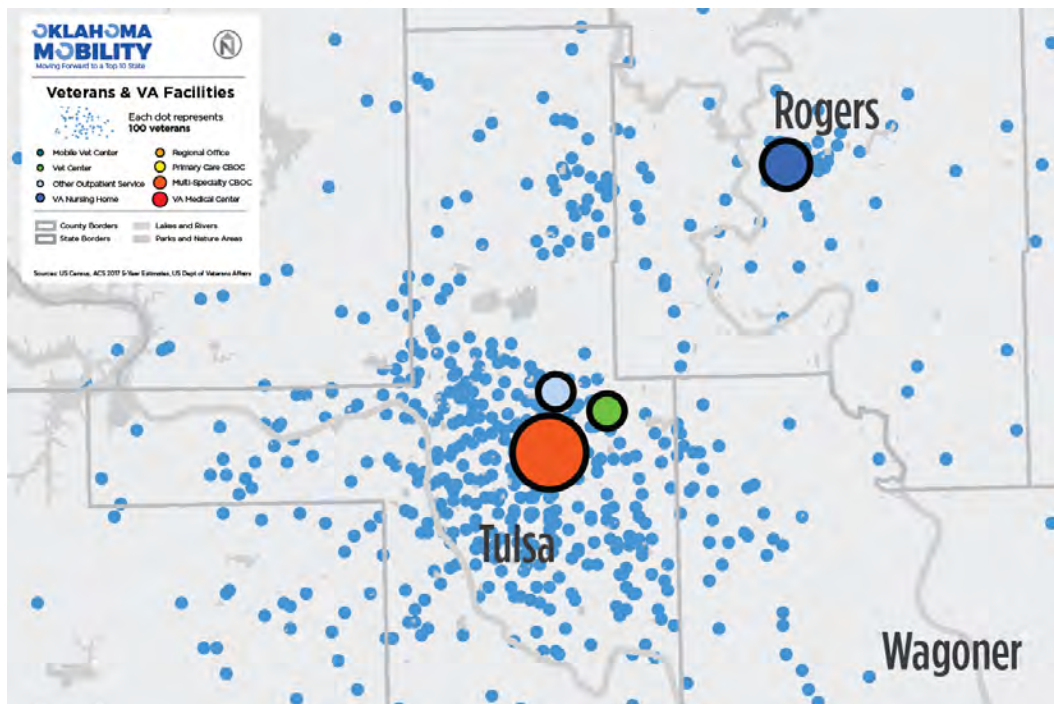 OKLAHOMA
MOBILITY
Moving Forward to a Top 10 State
N
Veterans & VA Facilities
Each dot represents
100 veterans
Mobile Vet Center
Regional Office
Vet Center
Primary Care CBOC
Other Outpatient Service
Multi-Specialty CBOC
VA Nursing Home
VA Medical Center
County Borders
Lakes and Rivers
State Borders
Parks and Nature Areas
Sources: US Census, ACS 2017 5-Year Estimates, US Dept of Veterans Affairs
Rogers
Tulsa
Wagoner